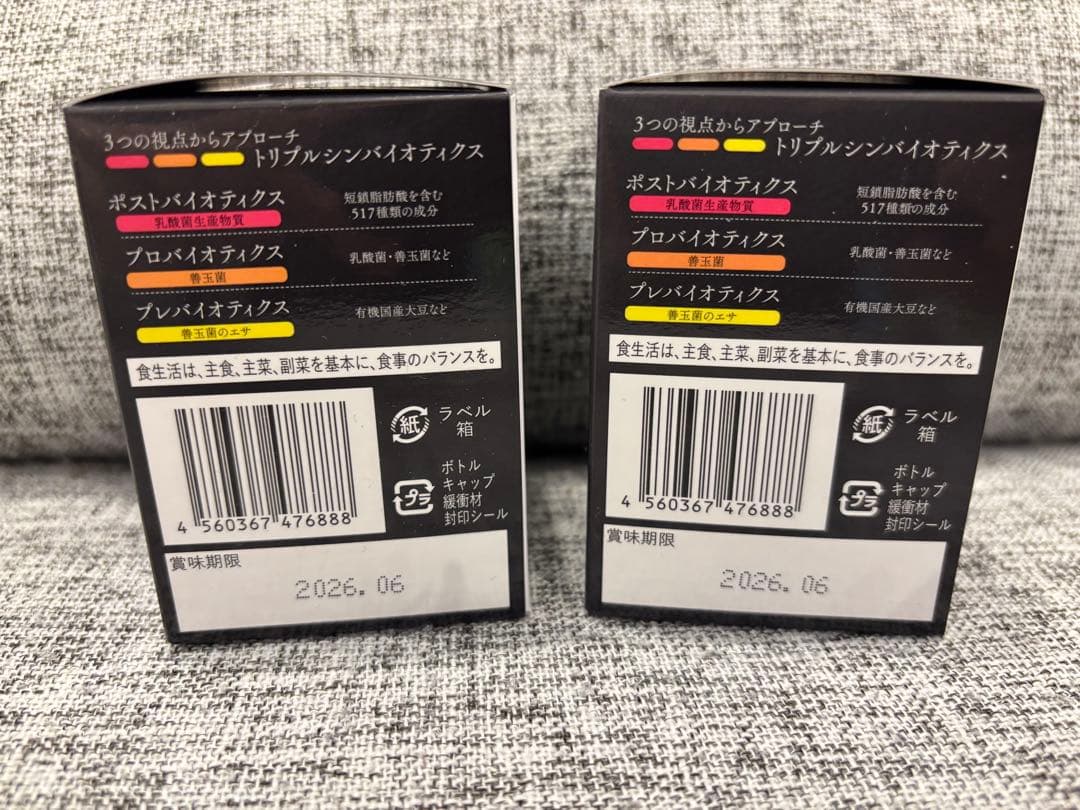 3つの視点からアプローチ
トリプルシンバイオティクス
ポストバイオティクス
乳酸菌生産物質
短鎖脂肪酸を含む
517種類の成分
プロバイオティクス
善玉菌
乳酸菌・善玉菌など
プレバイオティクス
善玉菌のエサ
有機国産大豆など
食生活は、主食、主菜、副菜を基本に、食事のバランスを。
4 560367 476888
紙
ラベル
箱
プラ
ボトル
キャップ
緩衝材
封印シール
賞味期限
2026.06
3つの視点からアプローチ
トリプルシンバイオティクス
ポストバイオティクス
乳酸菌生産物質
短鎖脂肪酸を含む
517種類の成分
プロバイオティクス
善玉菌
乳酸菌・善玉菌など
プレバイオティクス
善玉菌のエサ
有機国産大豆など
食生活は、主食、主菜、副菜を基本に、食事のバランスを。
4 560367 476888
紙
ラベル
箱
プラ
ボトル
キャップ
緩衝材
封印シール
賞味期限
2026.06